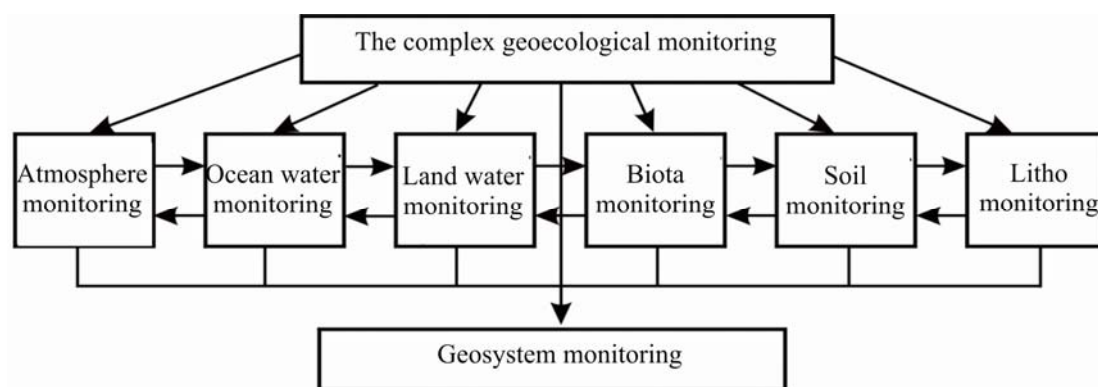 The complex geoecological monitoring
Atmosphere
monitoring
Ocean water
monitoring
Land water
monitoring
Biota
monitoring
Soil
monitoring
Litho
monitoring
Geosystem monitoring